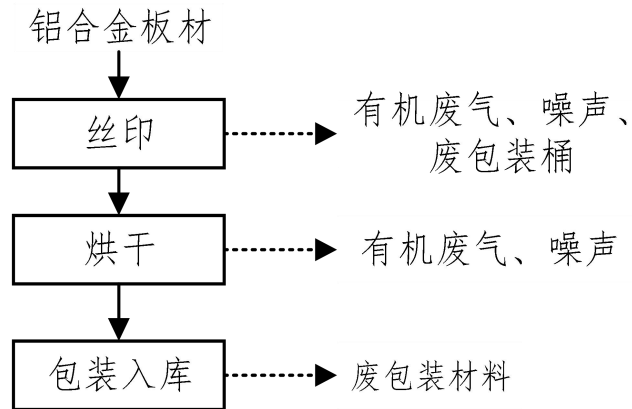 铝合金板材
丝印
有机废气、噪声、
废包装桶
烘干
有机废气、噪声
包装入库
废包装材料